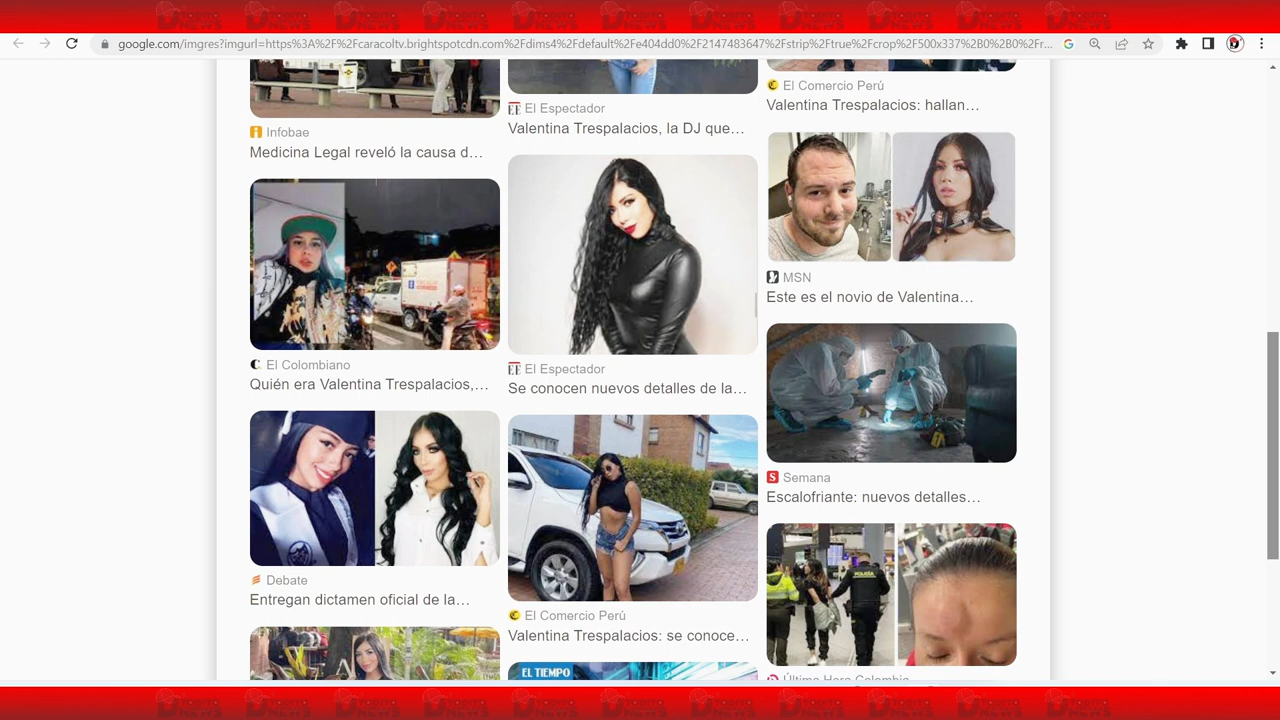 google.com/imgres?imgurl=https%3A%2F%2Fcaracoltv.brightspotcdn.com%2Fdims4%2Fdefault%2Fe404dd0%2F2147483647%2Fstrip%2Ftrue%2Fcrop%2F500x337%2B0%2B0%2Fr...
Infobae
Medicina Legal reveló la causa d...
El Colombiano
Quién era Valentina Trespalacios,...
Debate
Entregan dictamen oficial de la...
El Espectador
Valentina Trespalacios, la DJ que...
El Espectador
Se conocen nuevos detalles de la...
El Comercio Perú
Valentina Trespalacios: se conoce...
EL TIEMPO
El Comercio Perú
Valentina Trespalacios: hallan...
MSN
Este es el novio de Valentina...
Semana
Escalofriante: nuevos detalles...
POLICÍA
Última Hora Colombia